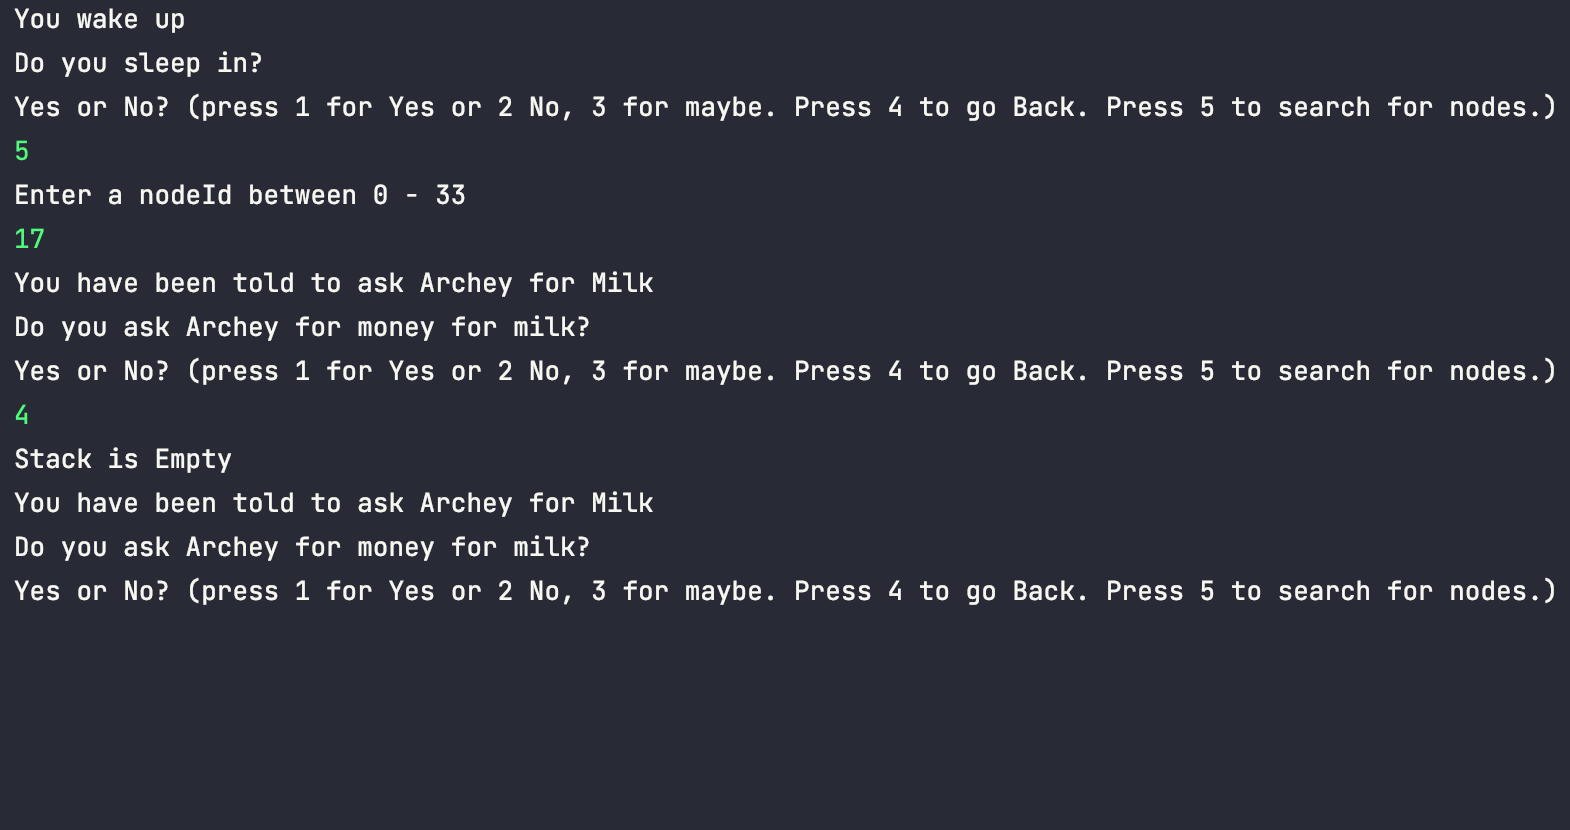 You wake up
Do you sleep in?
Yes or No? (press 1 for Yes or 2 No, 3 for maybe. Press 4 to go Back. Press 5 to search for nodes.)
5
Enter a nodeId between 0 - 33
17
You have been told to ask Archey for Milk
Do you ask Archey for money for milk?
Yes or No? (press 1 for Yes or 2 No, 3 for maybe. Press 4 to go Back. Press 5 to search for nodes.)
4
Stack is Empty
You have been told to ask Archey for Milk
Do you ask Archey for money for milk?
Yes or No? (press 1 for Yes or 2 No, 3 for maybe. Press 4 to go Back. Press 5 to search for nodes.)